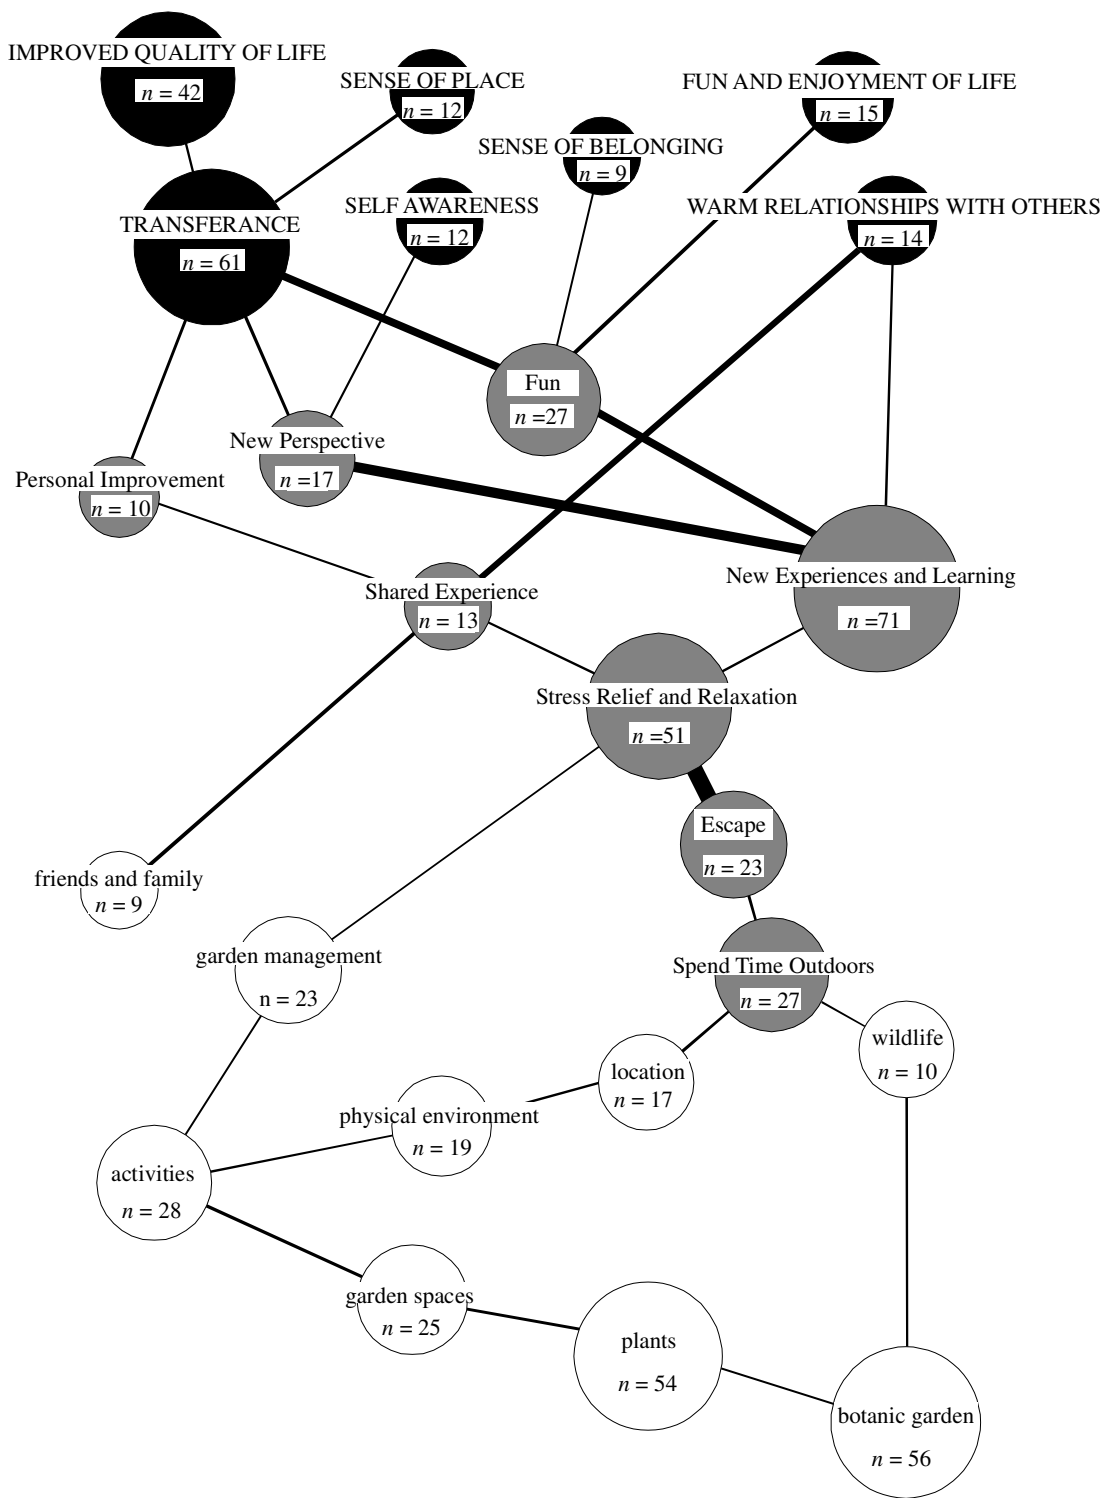 IMPROVED QUALITY OF LIFE
n = 42
SENSE OF PLACE
n = 12
FUN AND ENJOYMENT OF LIFE
n = 15
SENSE OF BELONGING
n = 9
TRANSFERANCE
n = 61
SELF AWARENESS
n = 12
WARM RELATIONSHIPS WITH OTHERS
n = 14
Fun
n =27
New Perspective
n =17
Personal Improvement
n = 10
Shared Experience
n = 13
New Experiences and Learning
n =71
Stress Relief and Relaxation
n =51
Escape
n = 23
friends and family
n = 9
garden management
n = 23
Spend Time Outdoors
n = 27
wildlife
n = 10
location
n = 17
physical environment
n = 19
activities
n = 28
garden spaces
n = 25
plants
n = 54
botanic garden
n = 56